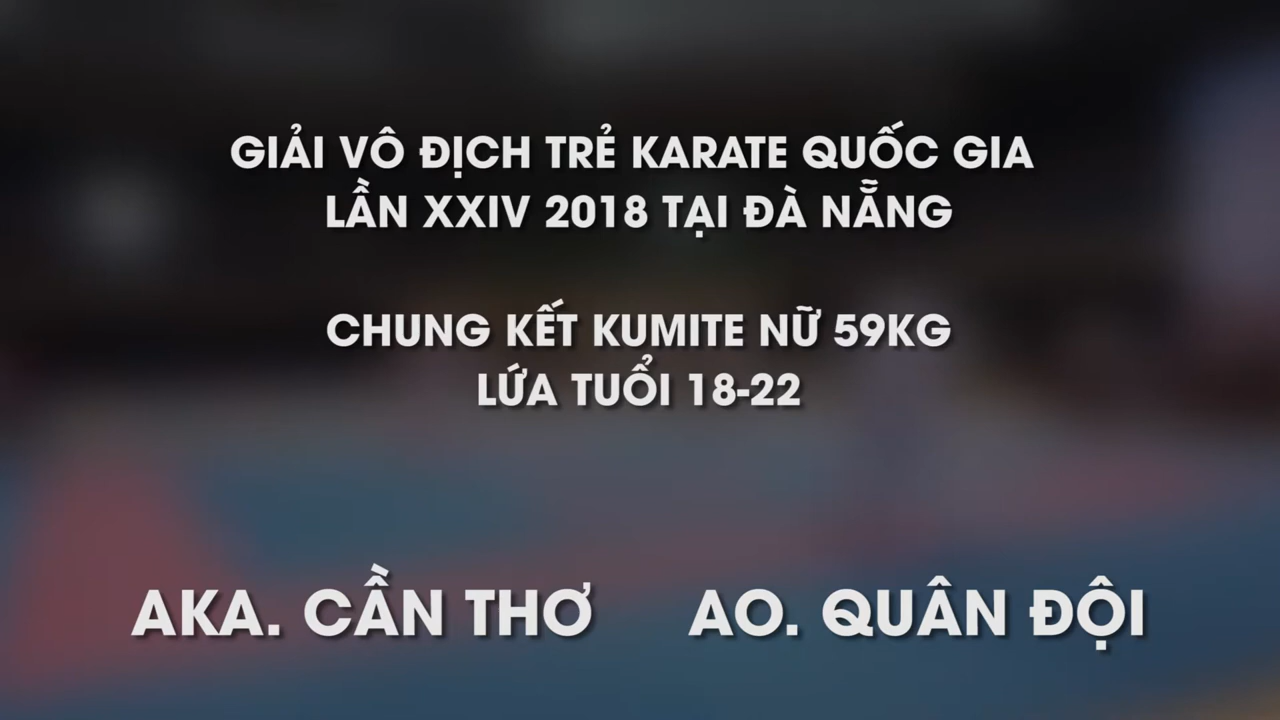 GIẢI VÔ ĐỊCH TRẺ KARATE QUỐC GIA
LẦN XXIV 2018 TẠI ĐÀ NẴNG
CHUNG KẾT KUMITE NỮ 59KG
LỨA TUỔI 18-22
AKA. CẦN THƠ AO. QUÂN ĐỘI